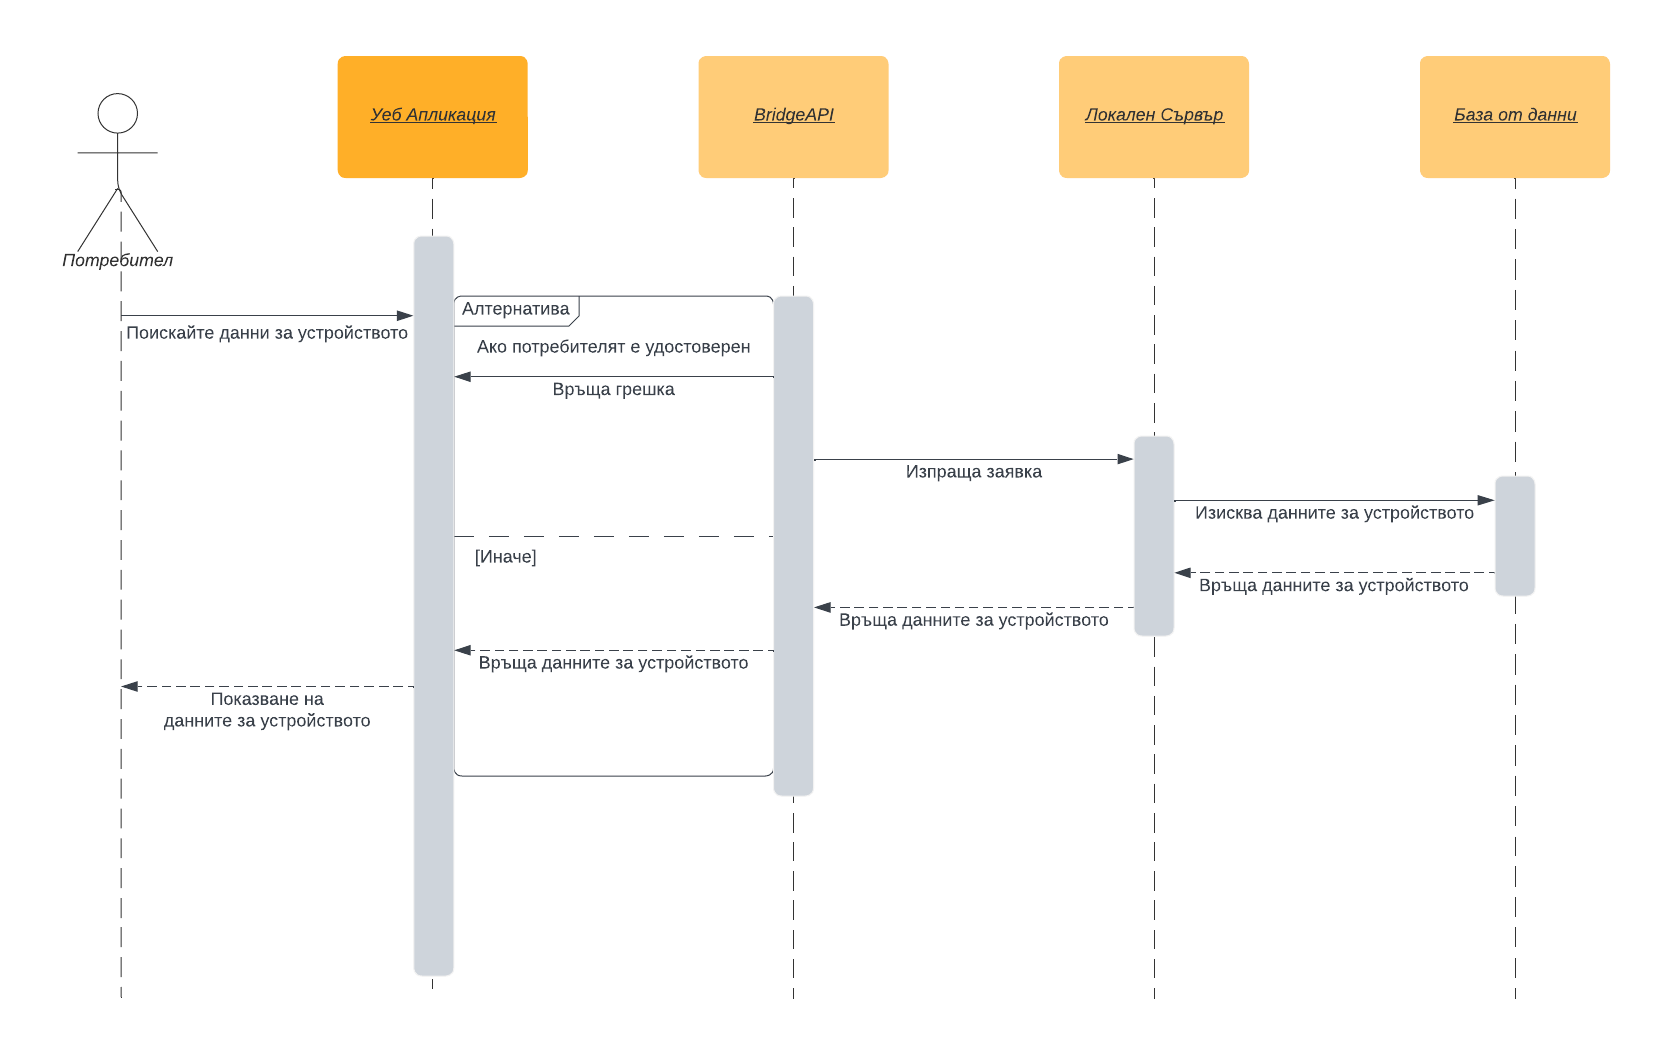 Уеб Апликация
BridgeAPI
Локален Сървър
База от данни
Потребител
Алтернатива
Поискайте данни за устройството
Ако потребителят е удостоверен
Връща грешка
Изпраща заявка
Изисква данните за устройството
[Иначе]
Връща данните за устройството
Връща данните за устройството
Връща данните за устройството
Показване на
данните за устройството